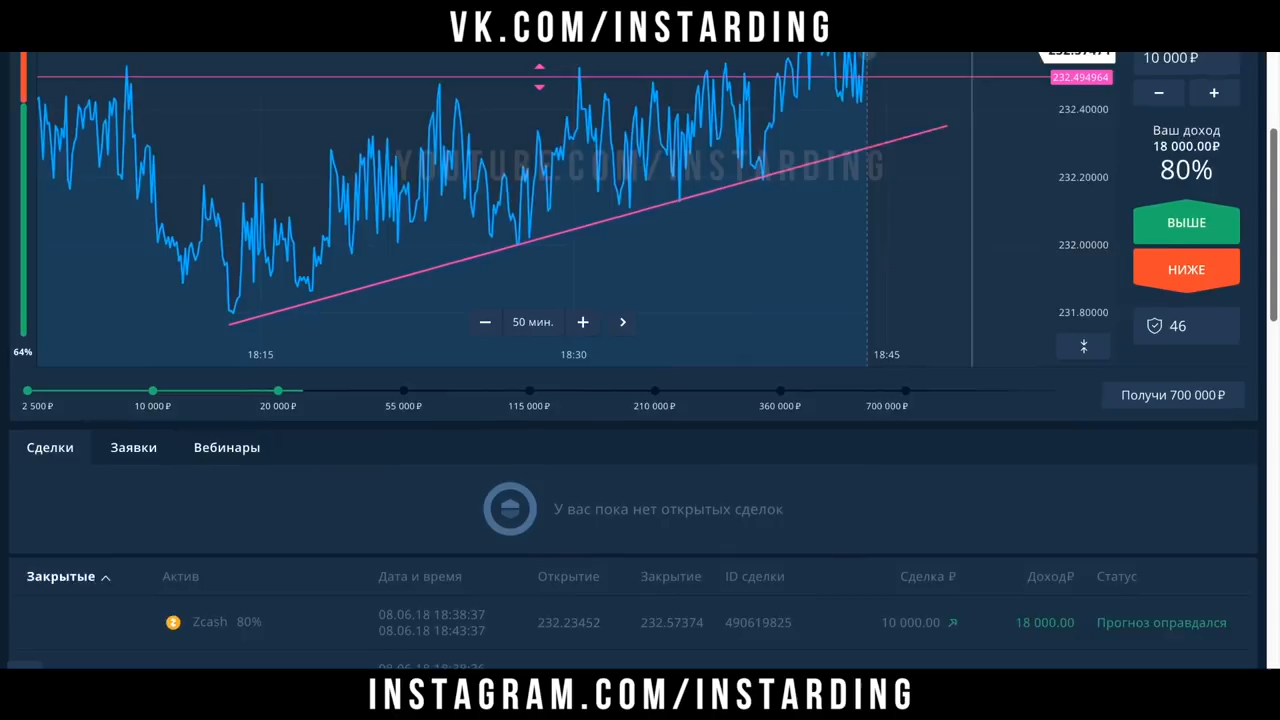 VK.COM/INSTARDING
10 000 ₽
232.494964
232.40000
− +
Ваш доход
18 000.00₽
80%
YOUTUBE.COM/INSTARDING
232.20000
ВЫШЕ
232.00000
НИЖЕ
− 50 мин. + >
231.80000
46
64%
18:15 18:30 18:45
2 500 ₽ 10 000 ₽ 20 000 ₽ 55 000 ₽ 115 000 ₽ 210 000 ₽ 360 000 ₽ 700 000 ₽
Получи 700 000 ₽
Сделки Заявки Вебинары
У вас пока нет открытых сделок
Закрытые Актив Дата и время Открытие Закрытие ID сделки Сделка ₽ Доход₽ Статус
Zcash 80% 08.06.18 18:38:37 232.23452 232.57374 490619825 10 000.00 18 000.00 Прогноз оправдался
08.06.18 18:43:37
INSTAGRAM.COM/INSTARDING